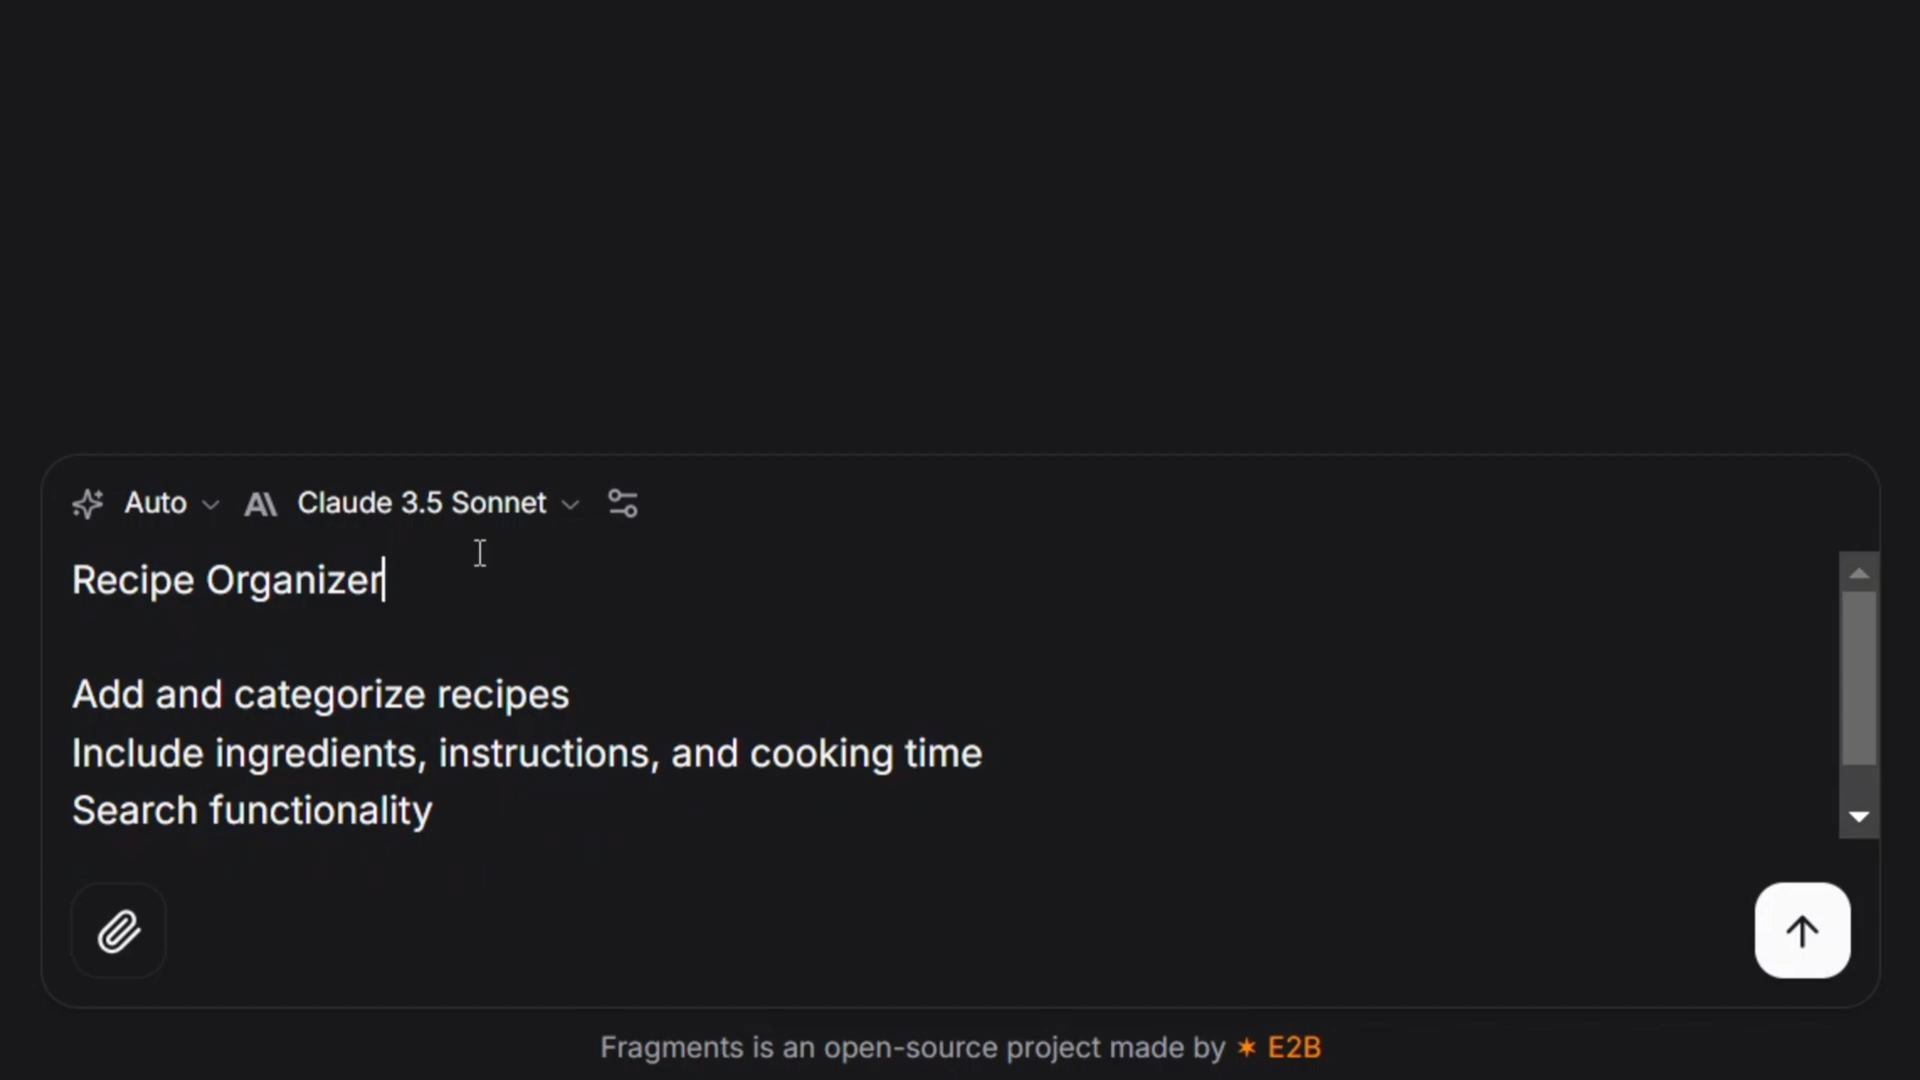 Auto Claude 3.5 Sonnet
Recipe Organizer
Add and categorize recipes
Include ingredients, instructions, and cooking time
Search functionality
Fragments is an open-source project made by E2B